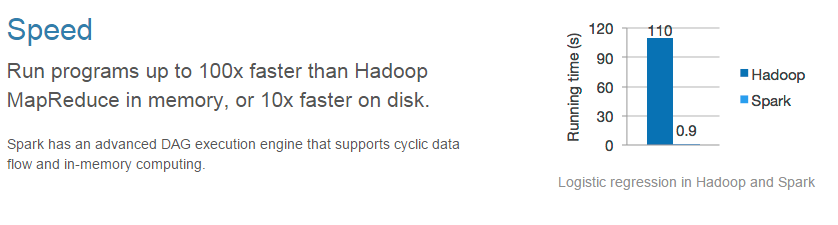 Speed
Run programs up to 100x faster than Hadoop
MapReduce in memory, or 10x faster on disk.
Spark has an advanced DAG execution engine that supports cyclic data
flow and in-memory computing.
Running time (s)
120
90
60
30
0
110
0.9
Hadoop
Spark
Logistic regression in Hadoop and Spark